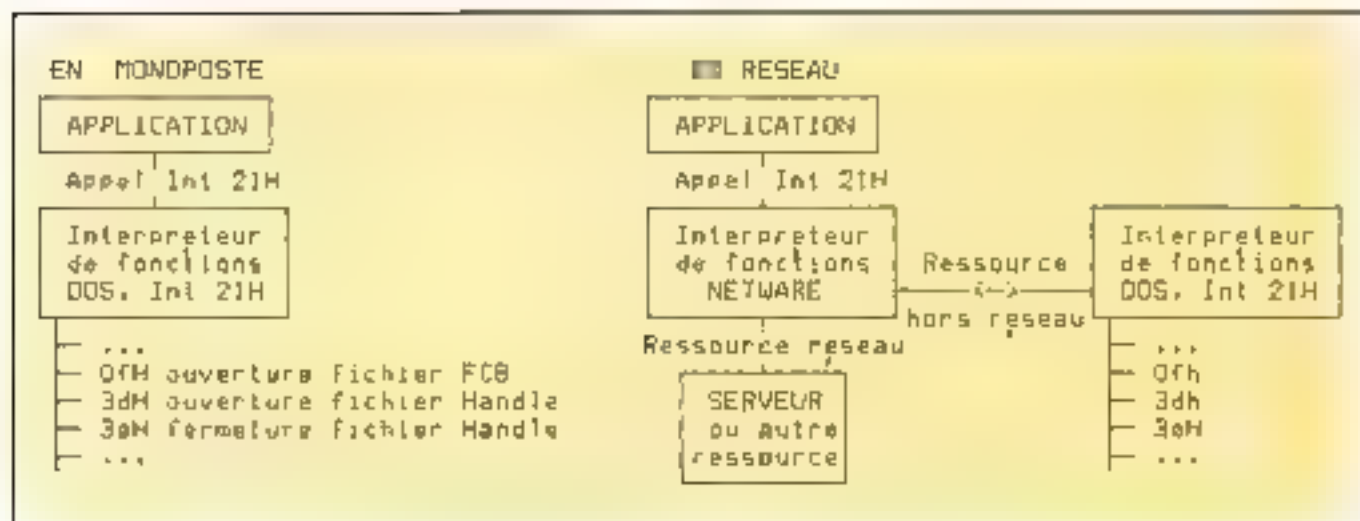 EN MONOPOSTE
APPLICATION
Appel Int 21H
Interpreteur
de fonctions
DOS. Int 21H
...
0fH ouverture fichier FCB
3dH ouverture fichier Handle
3eH fermeture fichier Handle
...
RESEAU
APPLICATION
Appel Int 21H
Interpreteur
de fonctions
NETWARE
Ressource reseau
SERVEUR
ou autre
ressource
Ressource
<->
hors reseau
Interpreteur
de fonctions
DOS. Int 21H
...
0fh
3dh
3eH
...